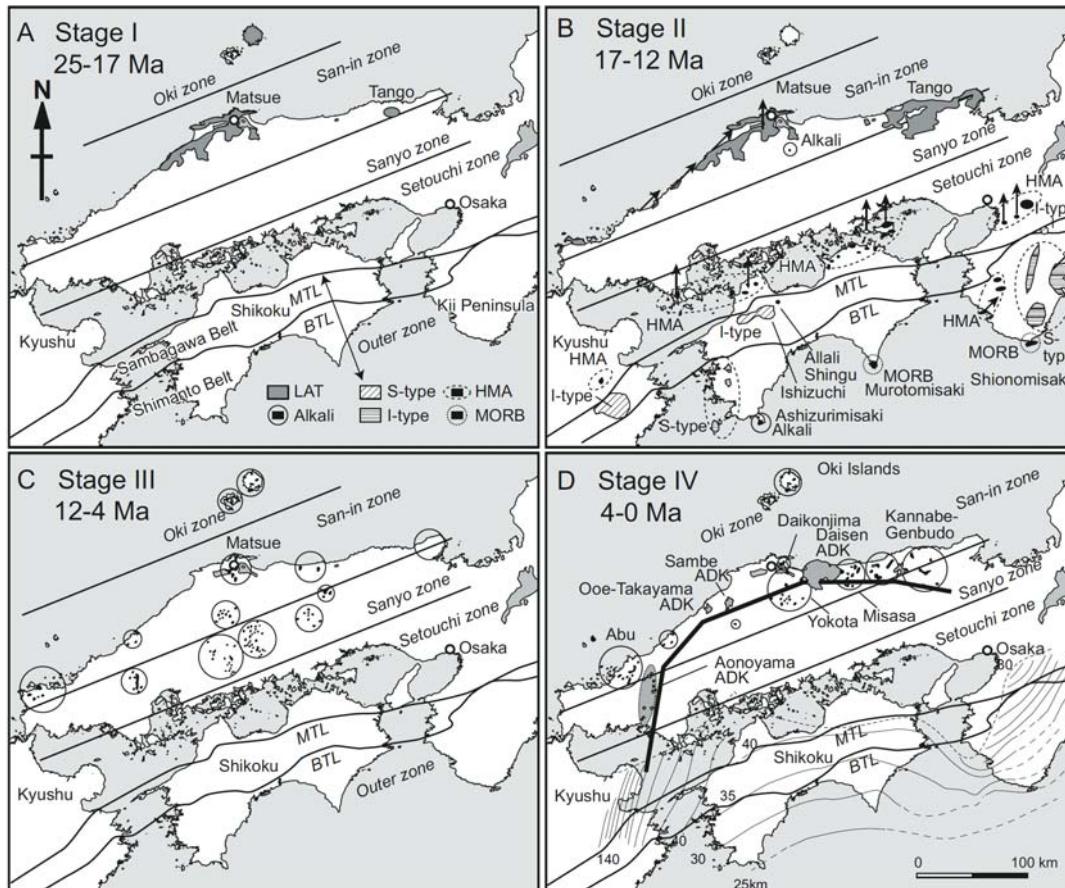 A Stage I
25-17 Ma
N
Oki zone
San-in zone
Matsue
Tango
Sanyo zone
Setouchi zone
Osaka
MTL
Shikoku
BTL
Kii Peninsula
Kyushu
Sambagawa Belt
Outer zone
Shimanto Belt
LAT
S-type
HMA
Alkali
I-type
MORB
B Stage II
17-12 Ma
Oki zone
San-in zone
Matsue
Tango
Alkali
Sanyo zone
Setouchi zone
HMA
I-type
HMA
MTL
HMA
Shikoku
BTL
HMA
Kyushu
HMA
I-type
Allali
Shingu
Ishizuchi
MORB
Murotomisaki
MORB
S-
type
Shionomisaki
I-type
S-type
Ashizurimisaki
Alkali
C Stage III
12-4 Ma
Oki zone
San-in zone
Matsue
Sanyo zone
Setouchi zone
Osaka
MTL
Shikoku
BTL
Kyushu
Outer zone
D Stage IV
4-0 Ma
Oki Islands
Oki zone
San-in zone
Daikonjima
Daisen
ADK
Kannabe-
Genbudo
Sambe
ADK
Ooe-Takayama
ADK
Sanyo zone
Misasa
Yokota
Setouchi zone
Abu
Aonoyama
ADK
Osaka
80
40
MTL
Shikoku
BTL
Kyushu
35
Outer zone
140
40
30
25km
0 100 km